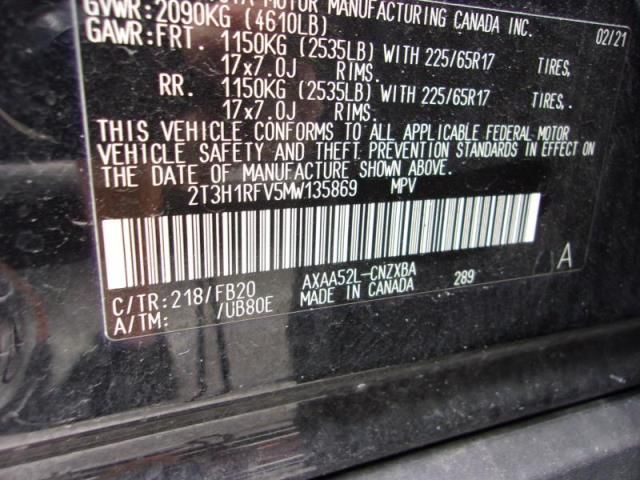 MOTOR MANUFACTURING CANADA INC.
GVWR: 2090KG (4610LB) 02/21
GAWR: FRT. 1150KG (2535LB) WITH 225/65R17 TIRES,
17x7.0J RIMS.
RR. 1150KG (2535LB) WITH 225/65R17 TIRES,.
17x7.0J RIMS.
THIS VEHICLE CONFORMS TO ALL APPLICABLE FEDERAL MOTOR
VEHICLE SAFETY AND THEFT PREVENTION STANDARDS IN EFFECT ON
THE DATE OF MANUFACTURE SHOWN ABOVE.
2T3H1RFV5MW135869 MPV
A
C/TR:218/FB20 AXAA52L-CNZXBA 289
A/TM: /UB80E MADE IN CANADA